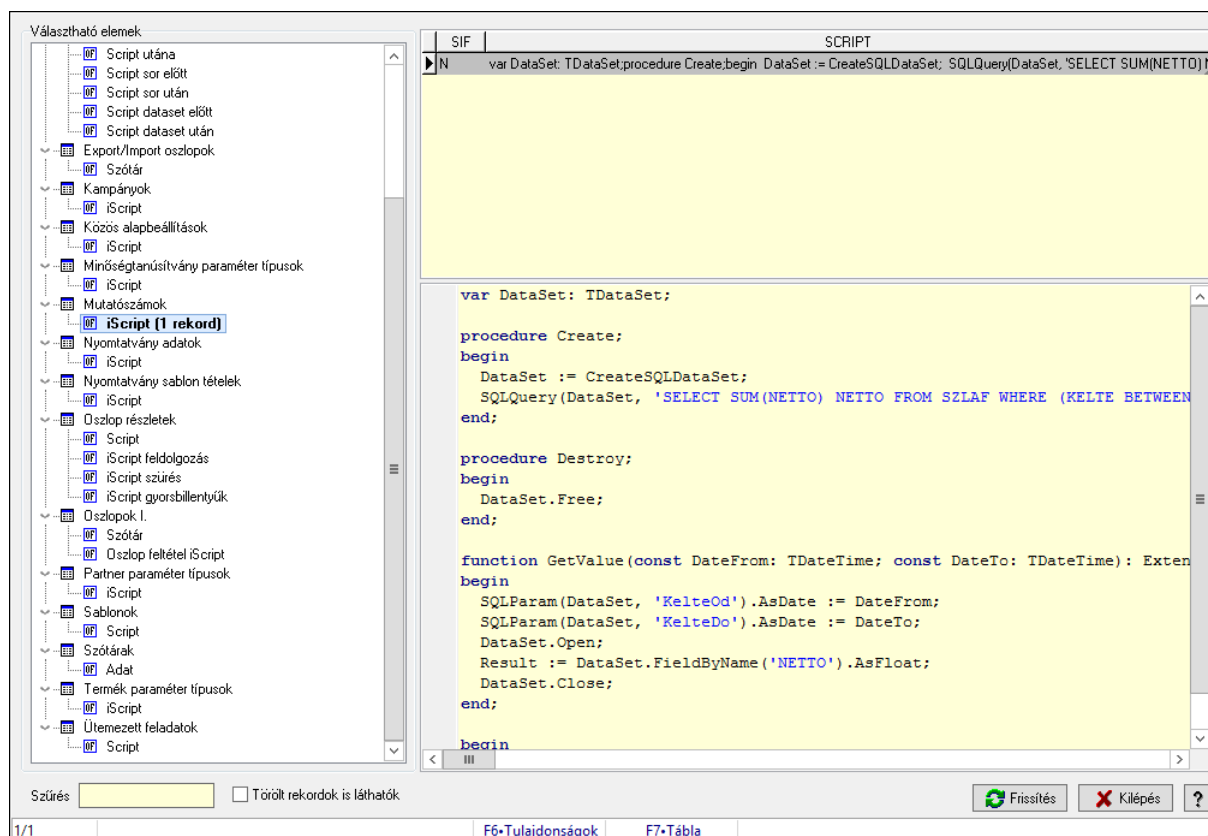 Választható elemek
Script utána
Script sor előtt
Script sor után
Script dataset előtt
Script dataset után
Export/Import oszlopok
Szótár
Kampányok
iScript
Közös alapbeállítások
iScript
Minőségtanúsítvány paraméter típusok
iScript
Mutatószámok
iScript (1 rekord)
Nyomtatvány adatok
iScript
Nyomtatvány sablon tételek
iScript
Oszlop részletek
Script
iScript feldolgozás
iScript szürés
iScript gyorsbillentyűk
Oszlopok I.
Szótár
Oszlop feltétel iScript
Partner paraméter típusok
iScript
Sablonok
Script
Szótárak
Adat
Termék paraméter típusok
iScript
Ütemezett feladatok
Script
SIF SCRIPT
N var DataSet: TDataSet;procedure Create;begin DataSet := CreateSQLDataSet; SQLQuery(DataSet, 'SELECT SUM(NETTO)
var DataSet: TDataSet;
procedure Create;
begin
DataSet := CreateSQLDataSet;
SQLQuery(DataSet, 'SELECT SUM(NETTO) NETTO FROM SZLAF WHERE (KELTE BETWEEN
end;
procedure Destroy;
begin
DataSet.Free;
end;
function GetValue(const DateFrom: TDateTime; const DateTo: TDateTime): Exten
begin
SQLParam(DataSet, 'KelteOd').AsDate := DateFrom;
SQLParam(DataSet, 'KelteDo').AsDate := DateTo;
DataSet.Open;
Result := DataSet.FieldByName('NETTO').AsFloat;
DataSet.Close;
end;
begin
Szűrés
Törölt rekordok is láthatók
Frissítés
Kilépés
?
1/1 F6•Tulajdonságok F7•Tábla